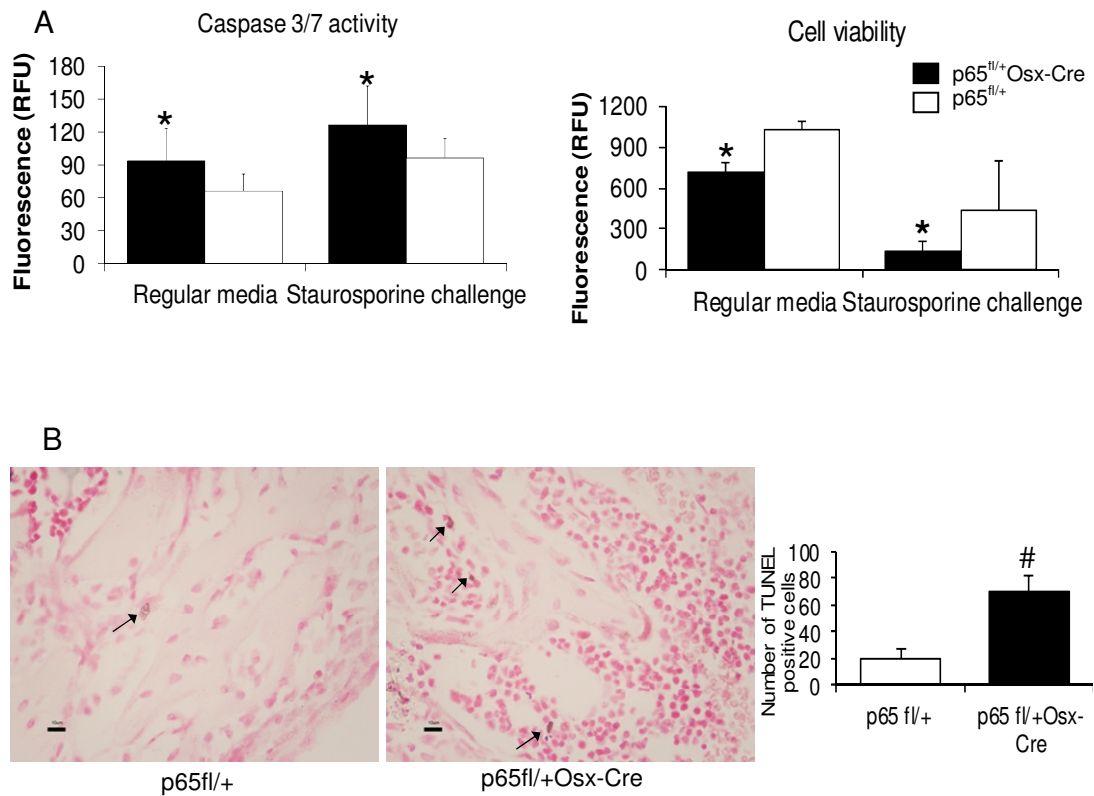 A
Caspase 3/7 activity
Fluorescence (RFU)
180
150
120
90
60
30
0
*
*
Regular media Staurosporine challenge
Cell viability
p65fl/+Osx-Cre
p65fl/+
Fluorescence (RFU)
1200
900
600
300
0
*
*
Regular media Staurosporine challenge
B
10um
10um
p65fl/+
p65fl/+Osx-Cre
Number of TUNEL
positive cells
100
80
60
40
20
0
#
p65 fl/+
p65 fl/+Osx-
Cre